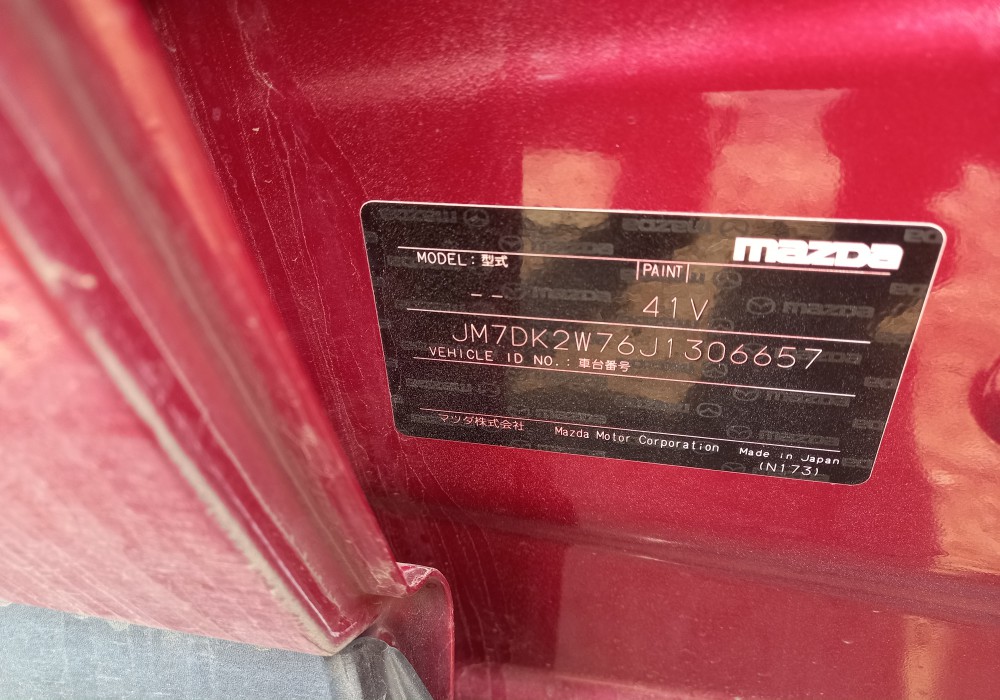 mazda
MODEL : 型式 PAINT
-- 41V
JM7DK2W76J1306657
VEHICLE ID NO. : 車台番号
マツダ株式会社 Mazda Motor Corporation Made in Japan
(N173)